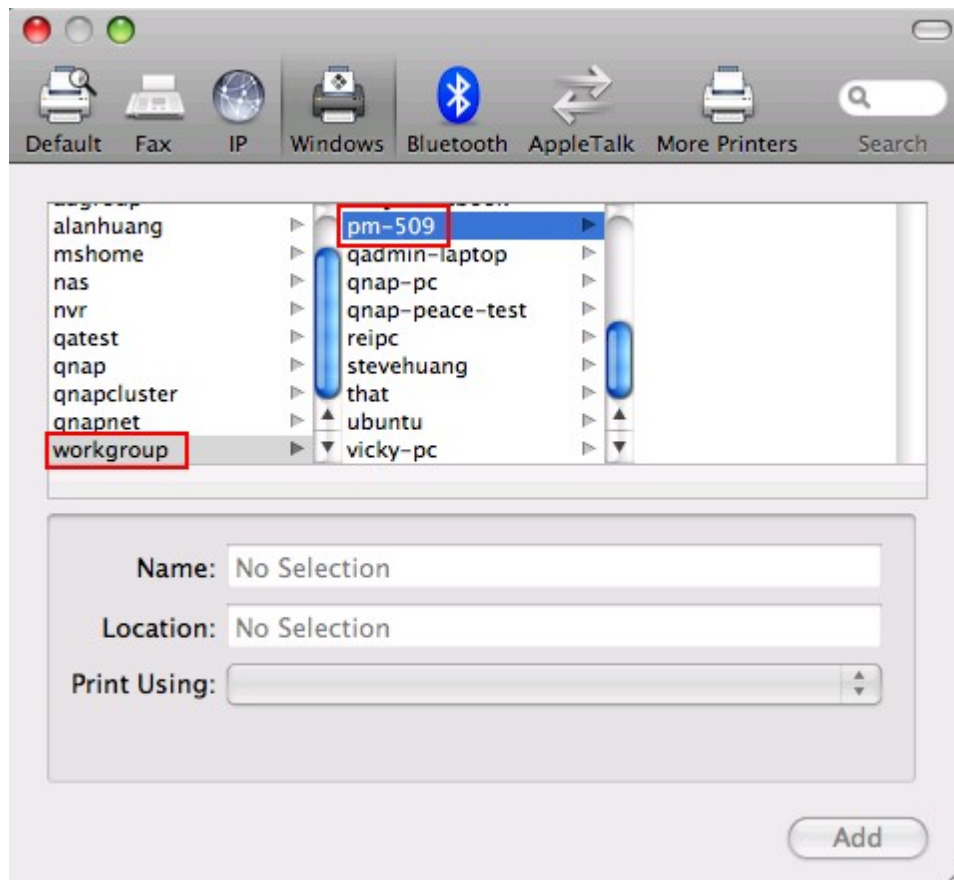 Default Fax IP Windows Bluetooth AppleTalk More Printers Search
alanhuang
mshome
nas
nvr
qatest
qnap
qnapcluster
qnapnet
workgroup
pm-509
qadmin-laptop
qnap-pc
qnap-peace-test
reipc
stevehuang
that
ubuntu
vicky-pc
Name: No Selection
Location: No Selection
Print Using:
Add